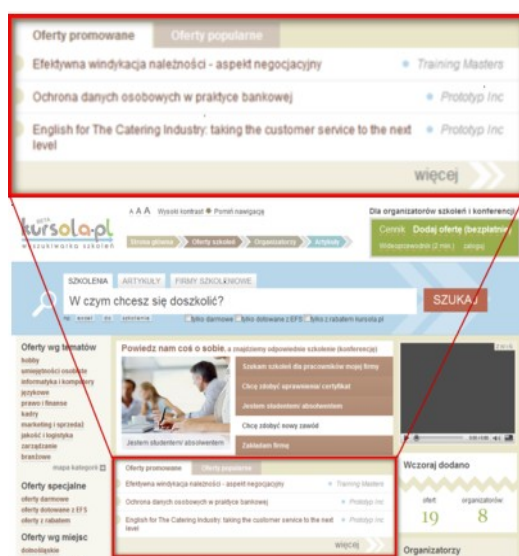 Oferty promowane Oferty popularne
Efektywna windykacja należności - aspekt negocjacyjny Training Masters
Ochrona danych osobowych w praktyce bankowej Prototyp Inc
English for The Catering Industry: taking the customer service to the next Prototyp Inc
level
więcej
BETA
kursola.pl
wyszukiwarka szkoleń
A A A Wysoki kontrast Pomiń nawigację
Strona główna Oferty szkoleń Organizatorzy Artykuły
Dla organizatorów szkoleń i konferencji
Cennik Dodaj ofertę (bezpłatnie)
Wideoprzewodnik (2 min.) zaloguj
SZKOLENIA ARTYKUŁY FIRMY SZKOLENIOWE
W czym chcesz się doszkolić? SZUKAJ
np. excel do szkolenia tylko darmowe tylko dotowane z EFS tylko z rabatem kursola.pl
Oferty wg tematów
hobby
umiejętności osobiste
informatyka i komputery
językowe
prawo i finanse
kadry
marketing i sprzedaż
jakość i logistyka
zarządzanie
branżowe
mapa kategorii
Oferty specjalne
oferty darmowe
oferty dotowane z EFS
oferty z rabatem
Oferty wg miejsc
dolnośląskie
Powiedz nam coś o sobie, a znajdziemy odpowiednie szkolenie (konferencję)
Szukam szkoleń dla pracowników mojej firmy
Chcę zdobyć uprawnienia/ certyfikat
Jestem studentem/ absolwentem
Chcę zdobyć nowy zawód
Zakładam firmę
Jestem studentem/ absolwentem
Oferty promowane Oferty popularne
Efektywna windykacja należności - aspekt negocjacyjny Training Masters
Ochrona danych osobowych w praktyce bankowej Prototyp Inc
English for The Catering Industry: taking the customer service to the next Prototyp Inc
level
więcej
Wczoraj dodano
ofert organizatorów
19 8
Organizatorzy